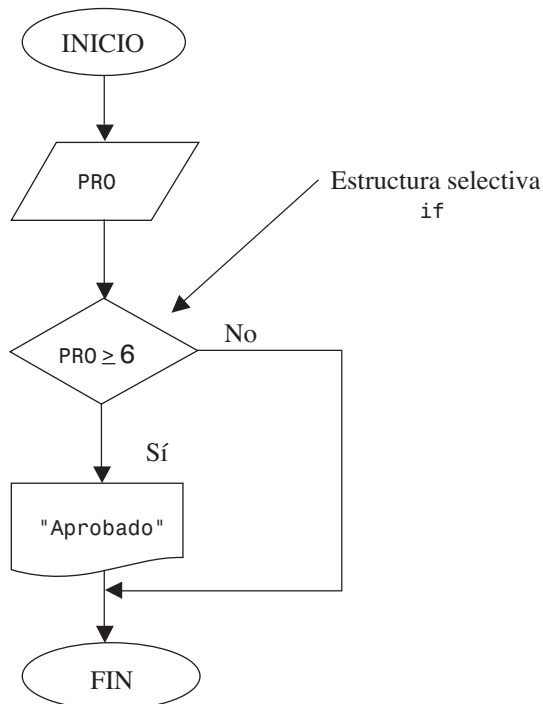 INICIO
PRO
Estructura selectiva
if
No
PRO ≥ 6
Sí
"Aprobado"
FIN